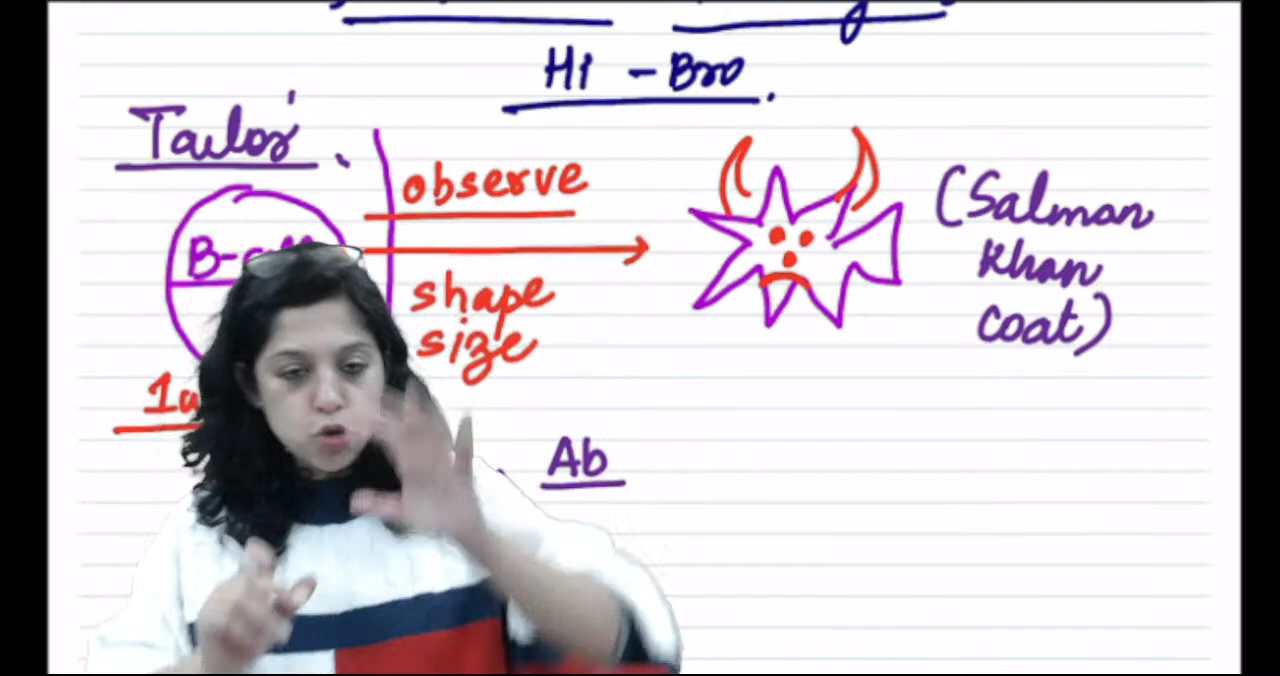 Hi - Bro.
Tailor
observe
B-
(Salman
Khan
coat)
shape
size
Ab